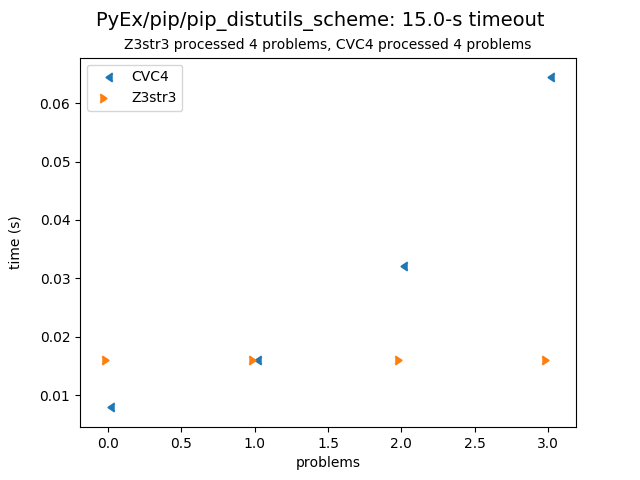 PyEx/pip/pip_distutils_scheme: 15.0-s timeout
Z3str3 processed 4 problems, CVC4 processed 4 problems
CVC4
Z3str3
0.06
0.05
0.04
0.03
0.02
0.01
time (s)
0.0 0.5 1.0 1.5 2.0 2.5 3.0
problems